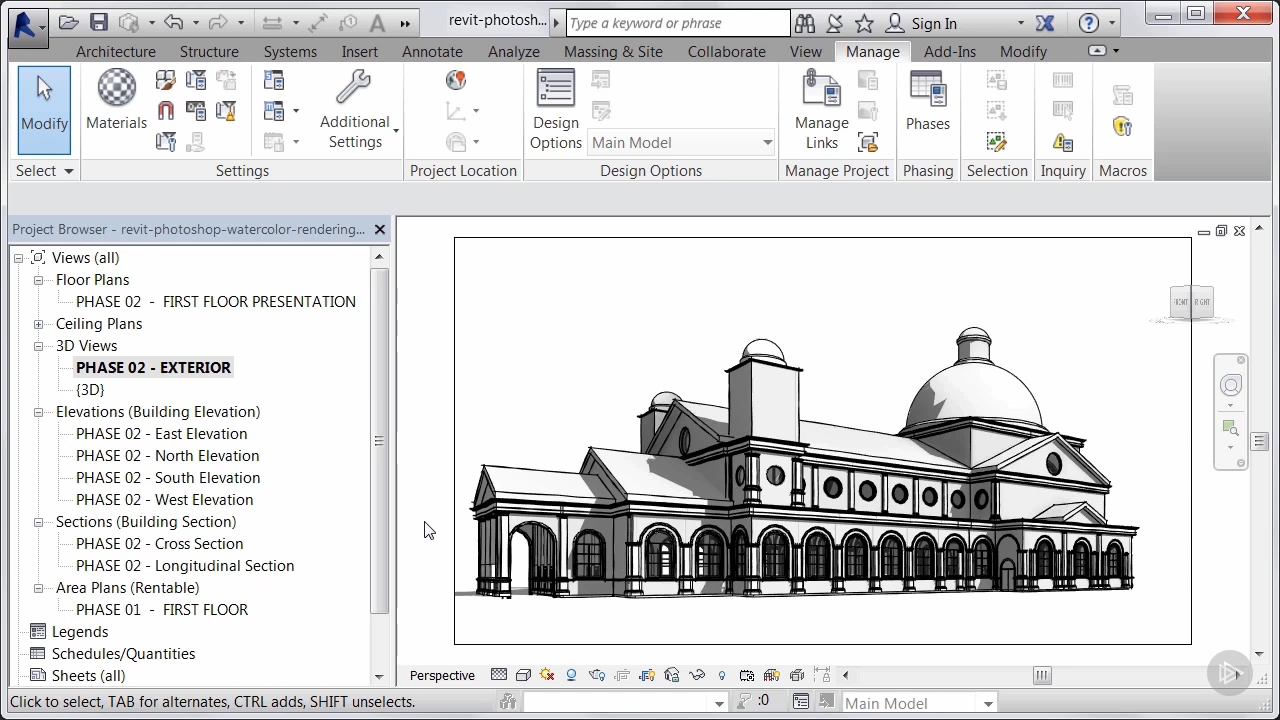 revit-photosh...
Type a keyword or phrase
Sign In
Architecture Structure Systems Insert Annotate Analyze Massing & Site Collaborate View Manage Add-Ins Modify
Modify
Materials
Additional
Settings
Design
Options
Main Model
Manage
Links
Phases
Select
Settings
Project Location
Design Options
Manage Project
Phasing
Selection
Inquiry
Macros
Project Browser - revit-photoshop-watercolor-rendering...
Views (all)
Floor Plans
PHASE 02 - FIRST FLOOR PRESENTATION
Ceiling Plans
3D Views
PHASE 02 - EXTERIOR
{3D}
Elevations (Building Elevation)
PHASE 02 - East Elevation
PHASE 02 - North Elevation
PHASE 02 - South Elevation
PHASE 02 - West Elevation
Sections (Building Section)
PHASE 02 - Cross Section
PHASE 02 - Longitudinal Section
Area Plans (Rentable)
PHASE 01 - FIRST FLOOR
Legends
Schedules/Quantities
Sheets (all)
FRONT RIGHT
Perspective
Click to select, TAB for alternates, CTRL adds, SHIFT unselects.
:0
Main Model